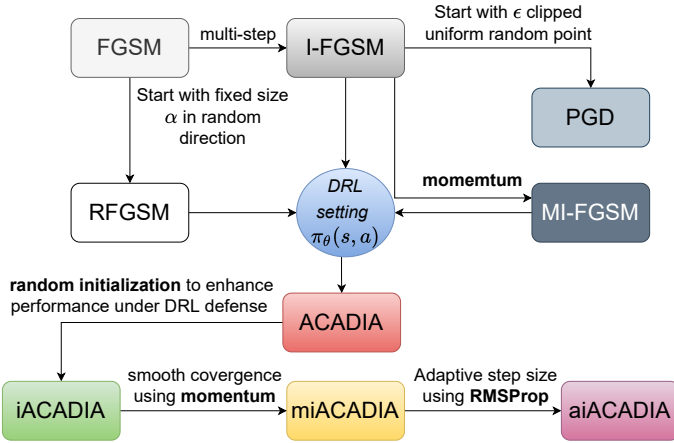 FGSM
multi-step
I-FGSM
Start with ϵ clipped
uniform random point
Start with fixed size
α in random
direction
PGD
RFGSM
DRL
setting
π_θ(s, a)
momemtum
MI-FGSM
random initialization to enhance
performance under DRL defense
ACADIA
iACADIA
smooth covergence
using momentum
miACADIA
Adaptive step size
using RMSProp
aiACADIA